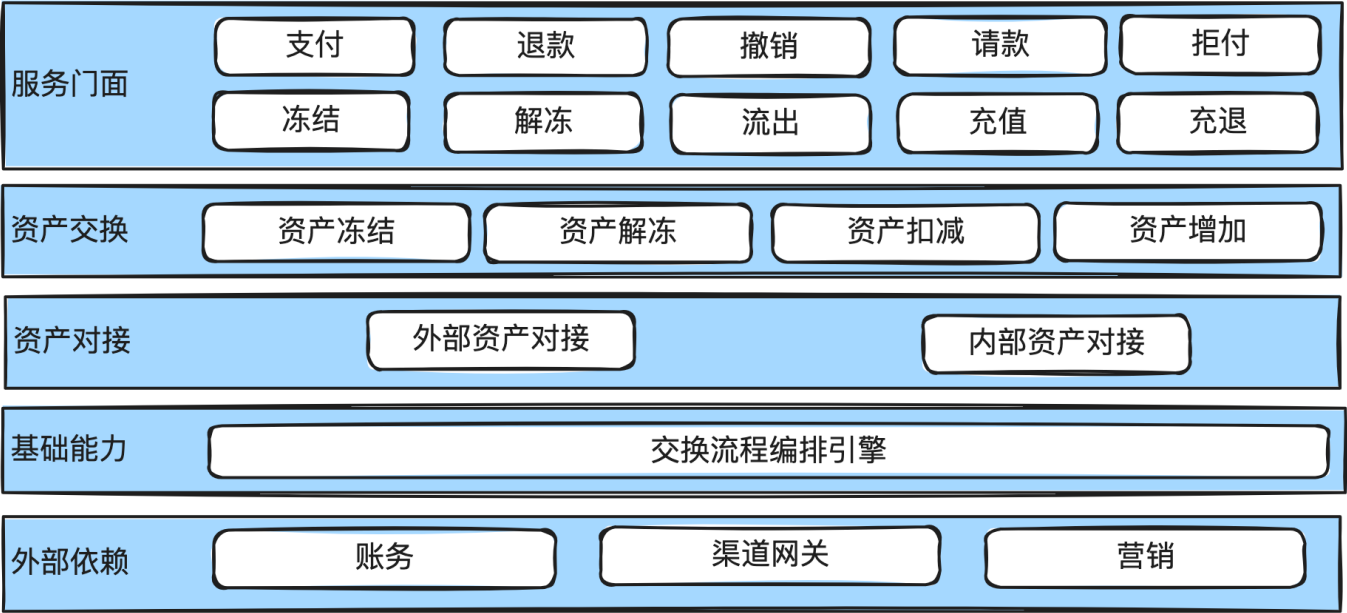 服务门面
支付 退款 撤销 请款 拒付
冻结 解冻 流出 充值 充退
资产交换 资产冻结 资产解冻 资产扣减 资产增加
资产对接 外部资产对接 内部资产对接
基础能力 交换流程编排引擎
外部依赖 账务 渠道网关 营销